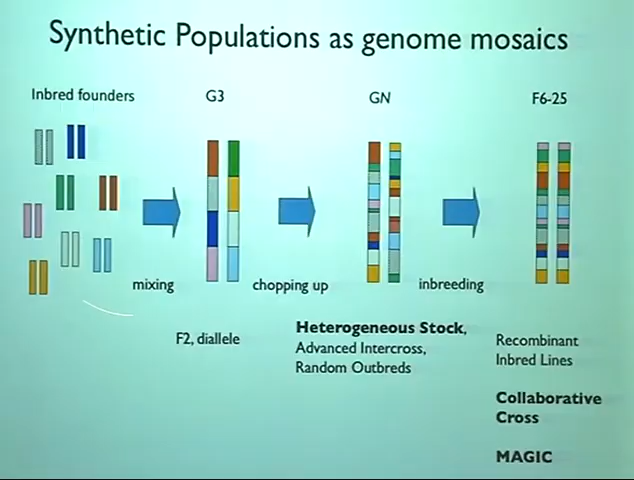 Synthetic Populations as genome mosaics
Inbred founders
G3
GN
F6-25
mixing
chopping up
inbreeding
F2, diallele
Heterogeneous Stock,
Advanced Intercross,
Random Outbreds
Recombinant
Inbred Lines
Collaborative
Cross
MAGIC